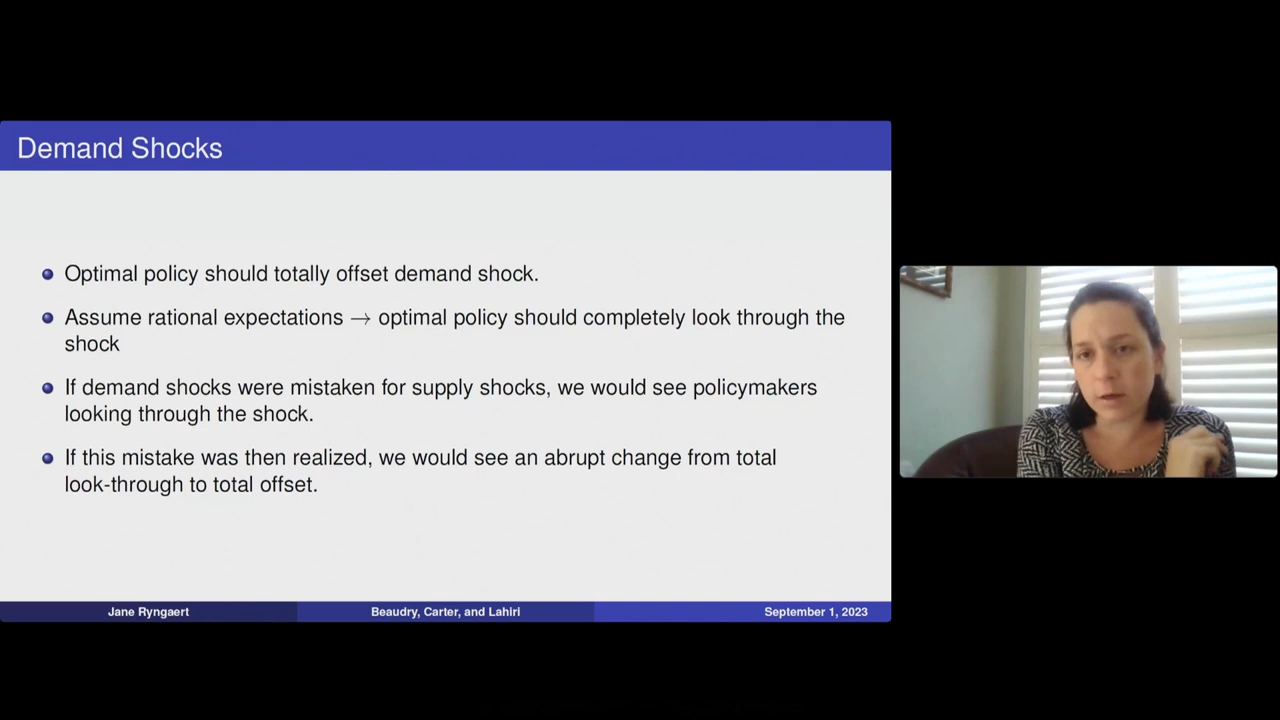 Demand Shocks
Optimal policy should totally offset demand shock.
Assume rational expectations → optimal policy should completely look through the
shock
If demand shocks were mistaken for supply shocks, we would see policymakers
looking through the shock.
If this mistake was then realized, we would see an abrupt change from total
look-through to total offset.
Jane Ryngaert
Beaudry, Carter, and Lahiri
September 1, 2023